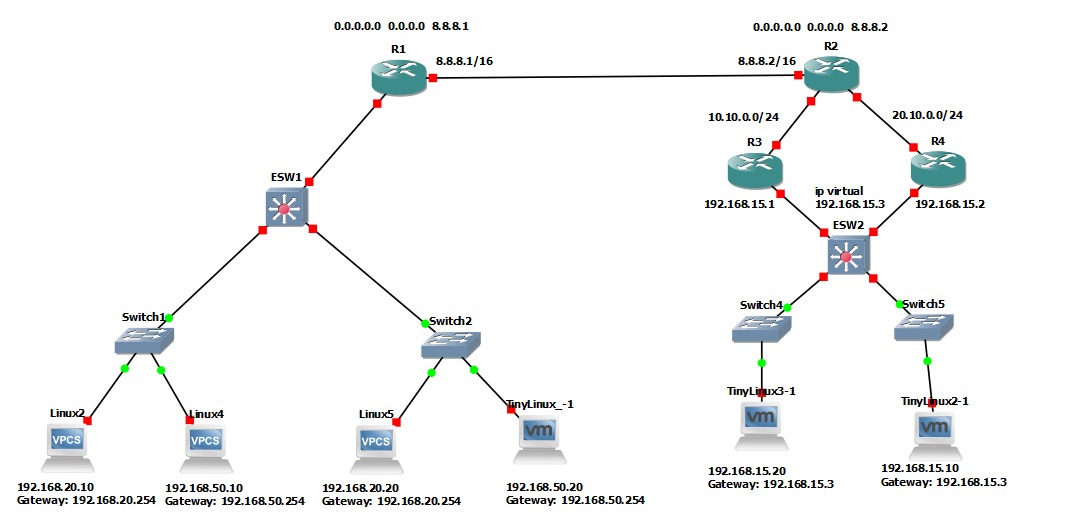 0.0.0.0.0  0.0.0.0  8.8.8.1
R1
8.8.8.1/16
0.0.0.0.0  0.0.0.0  8.8.8.2
R2
8.8.8.2/16
10.10.0.0/24
20.10.0.0/24
R3
R4
192.168.15.1
ip virtual
192.168.15.3
192.168.15.2
ESW1
ESW2
Switch1
Switch2
Switch4
Switch5
Linux2
VPCS
Linux4
VPCS
Linux5
VPCS
TinyLinux_-1
vm
TinyLinux3-1
vm
TinyLinux2-1
vm
192.168.20.10
Gateway: 192.168.20.254
192.168.50.10
Gateway: 192.168.50.254
192.168.20.20
Gateway: 192.168.20.254
192.168.50.20
Gateway: 192.168.50.254
192.168.15.20
Gateway: 192.168.15.3
192.168.15.10
Gateway: 192.168.15.3